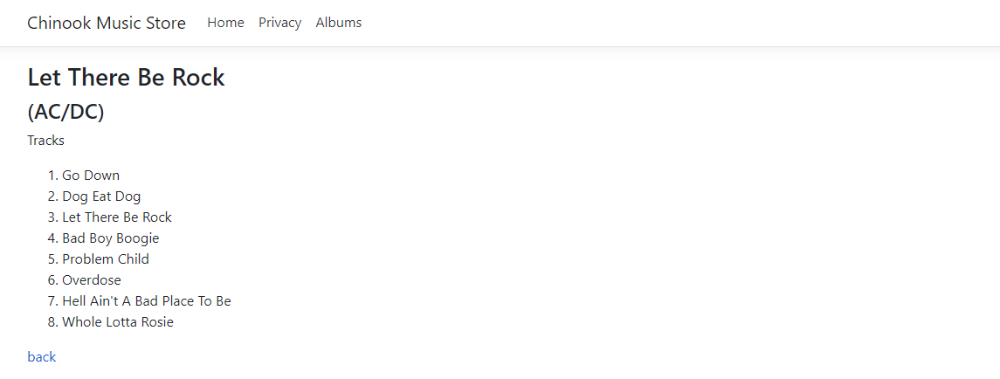 Chinook Music Store Home Privacy Albums
Let There Be Rock
(AC/DC)
Tracks
1. Go Down
2. Dog Eat Dog
3. Let There Be Rock
4. Bad Boy Boogie
5. Problem Child
6. Overdose
7. Hell Ain't A Bad Place To Be
8. Whole Lotta Rosie
back